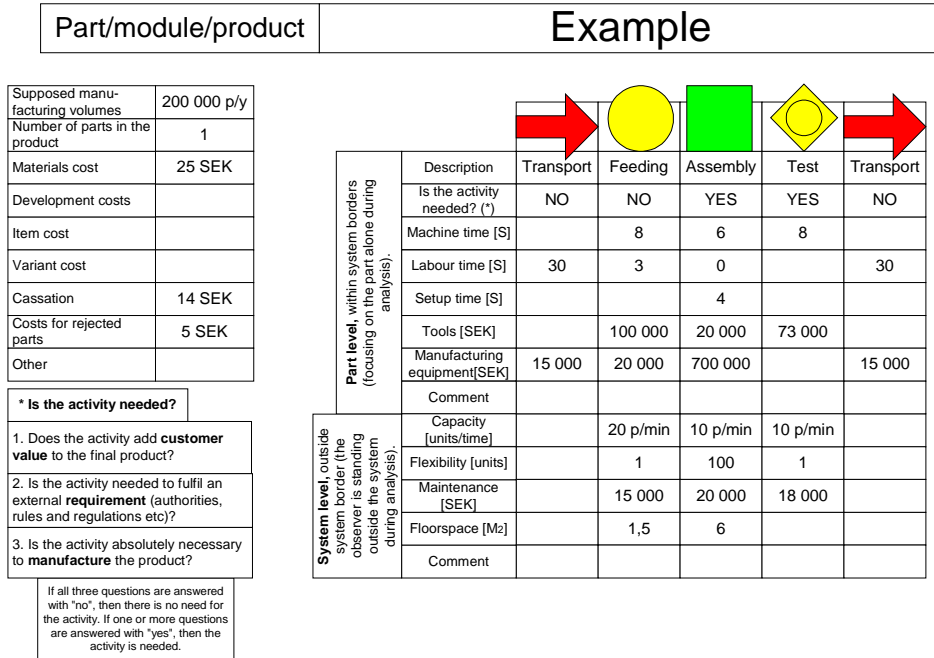 Part/module/product
Example
Supposed manu-
facturing volumes
200 000 p/y
Number of parts in the
product
1
Materials cost
25 SEK
Development costs
Item cost
Variant cost
Cassation
14 SEK
Costs for rejected
parts
5 SEK
Other
* Is the activity needed?
1. Does the activity add customer
value to the final product?
2. Is the activity needed to fulfil an
external requirement (authorities,
rules and regulations etc)?
3. Is the activity absolutely necessary
to manufacture the product?
If all three questions are answered
with "no", then there is no need for
the activity. If one or more questions
are answered with "yes", then the
activity is needed.
Part level, within system borders
(focusing on the part alone during
analysis).
Description Transport Feeding Assembly Test Transport
Is the activity
needed? (*)
NO NO YES YES NO
Machine time [S] 8 6 8
Labour time [S] 30 3 0 30
Setup time [S] 4
Tools [SEK] 100 000 20 000 73 000
Manufacturing
equipment[SEK]
15 000 20 000 700 000 15 000
Comment
System level, outside
system border (the
observer is standing
outside the system
during analysis).
Capacity
[units/time]
20 p/min 10 p/min 10 p/min
Flexibility [units] 1 100 1
Maintenance
[SEK]
15 000 20 000 18 000
Floorspace [M2] 1,5 6
Comment